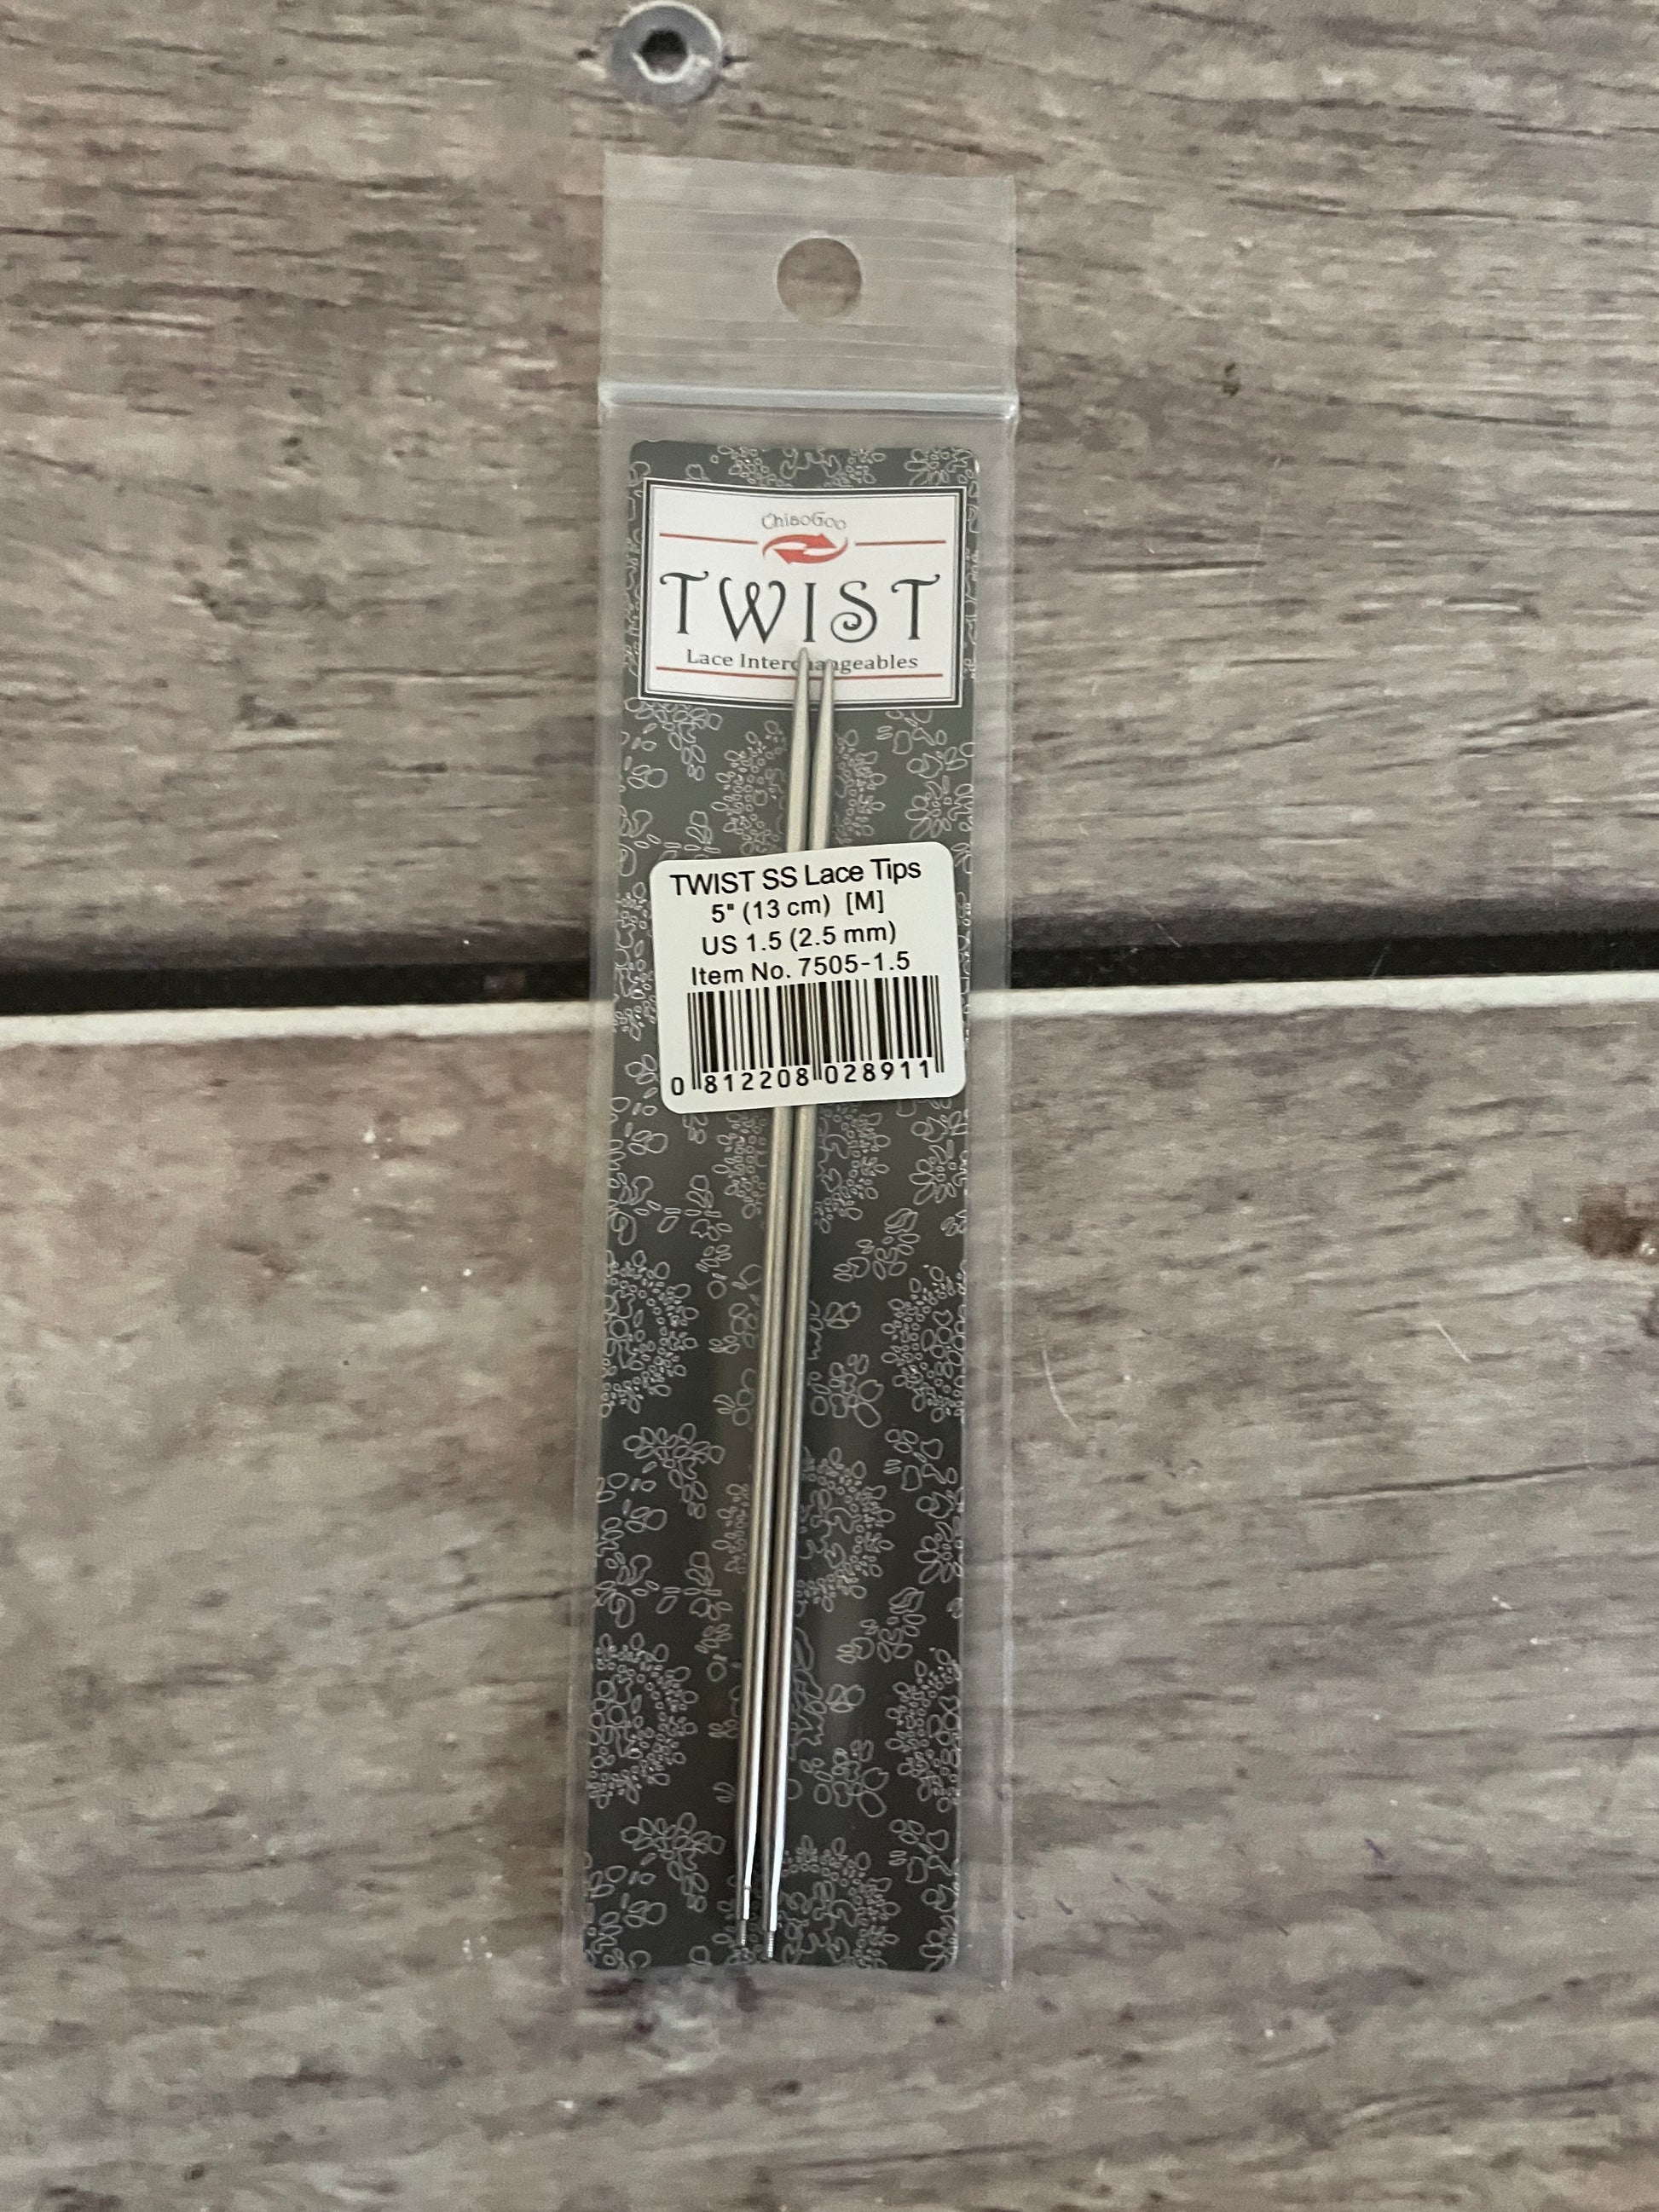 ChiaoGoo
TWIST
Lace Interchangeables
TWIST SS Lace Tips
5" (13 cm) [M]
US 1.5 (2.5 mm)
Item No. 7505-1.5
0 812208 028911